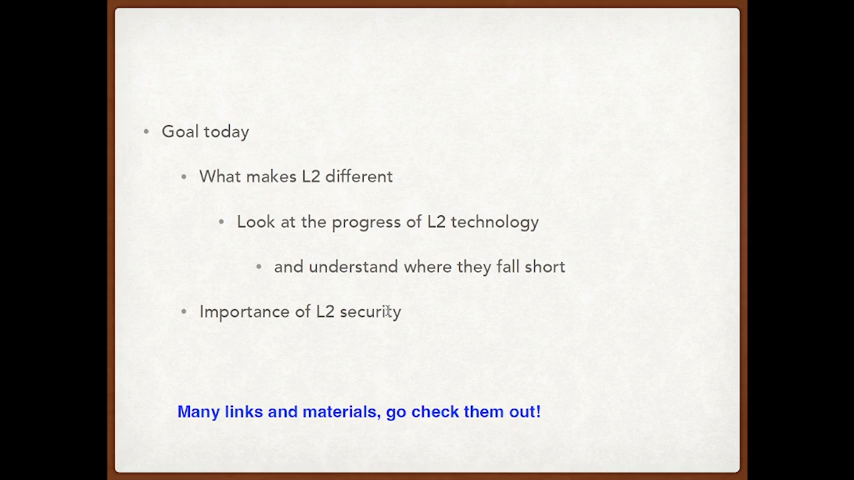 • Goal today
• What makes L2 different
• Look at the progress of L2 technology
• and understand where they fall short
• Importance of L2 security
Many links and materials, go check them out!